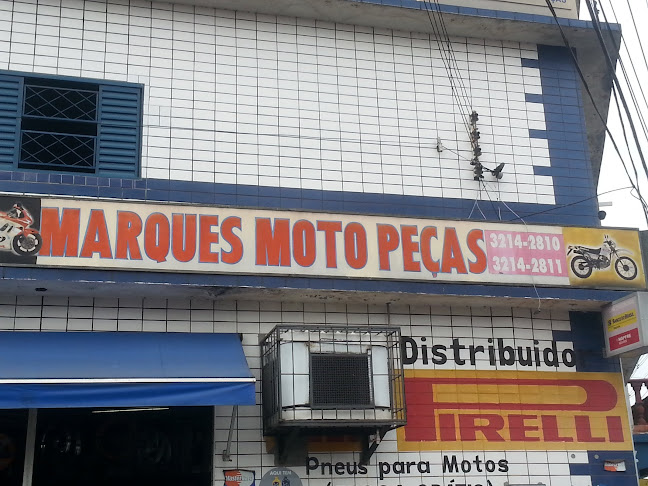 MARQUES MOTO PEÇAS
3214-2810
3214-2811
Distribuido
PIRELLI
Pneus para Motos